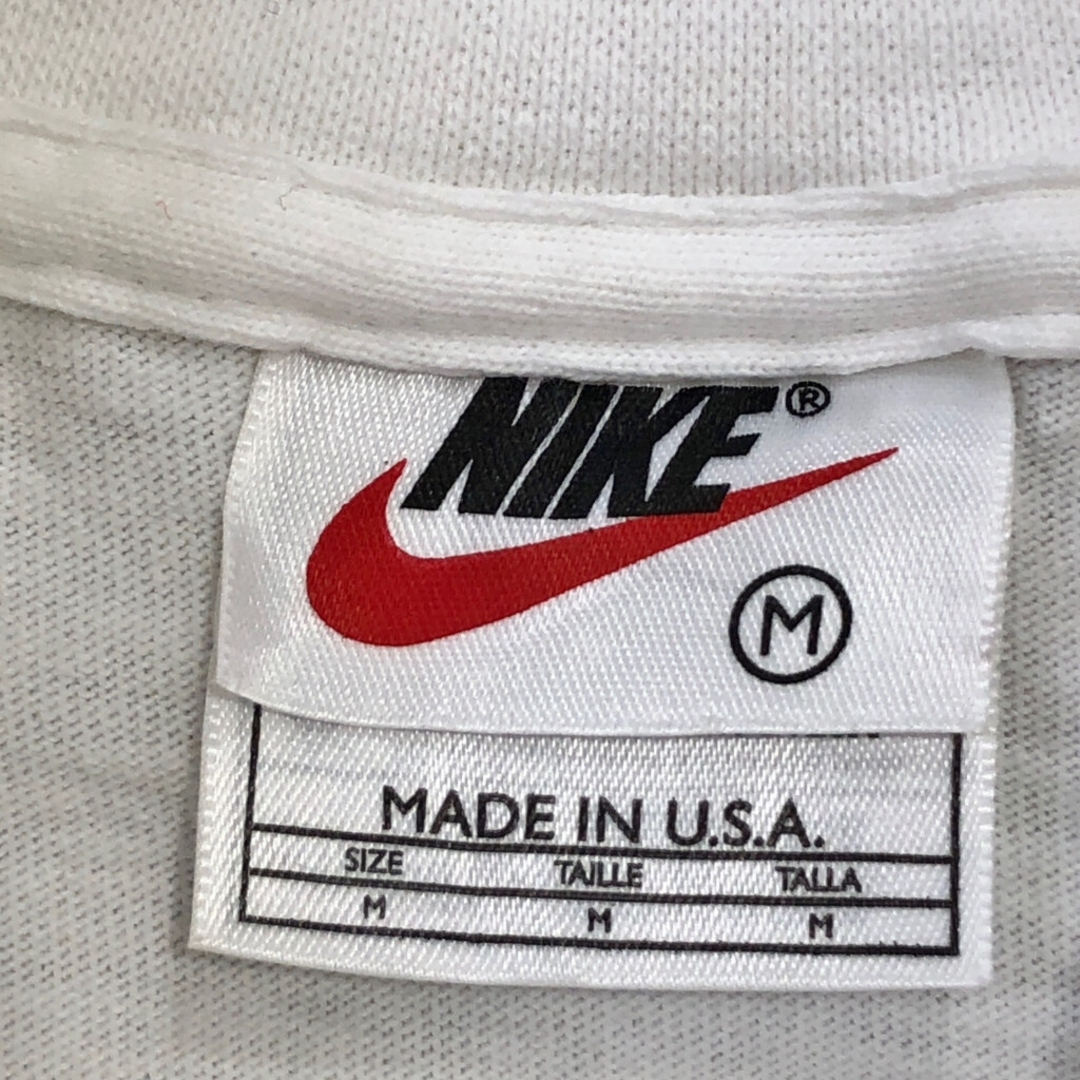 NIKE®
M
MADE IN U.S.A.
SIZE TAILLE TALLA
M M M